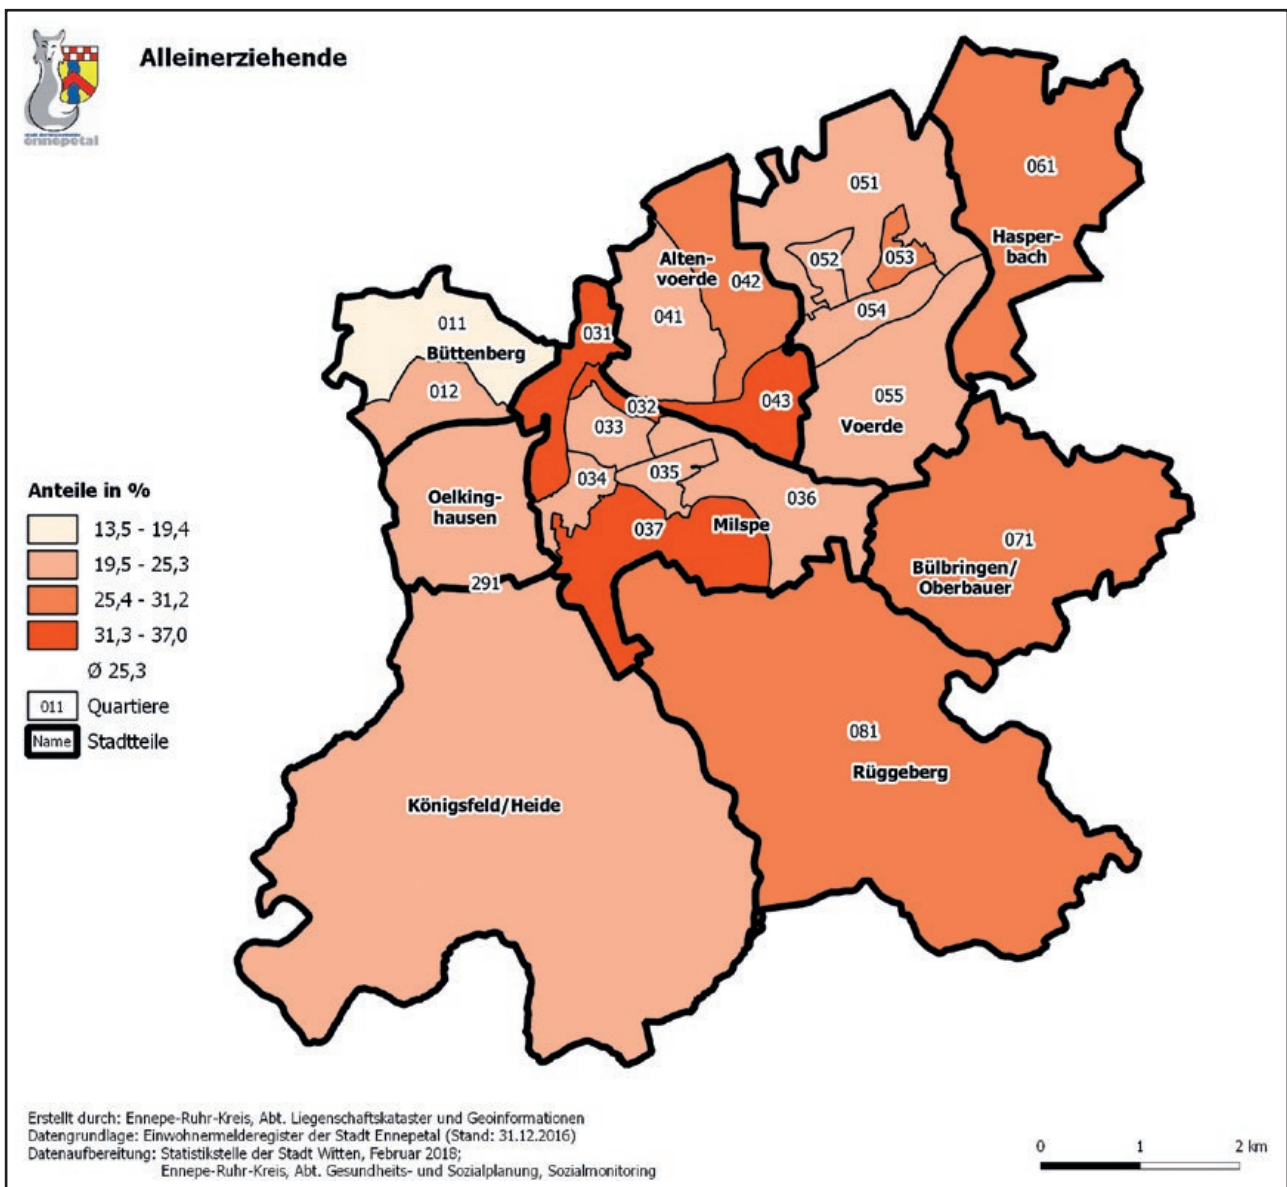 Alleinerziehende
ennepetal
061
051
Hasper-
bach
052
053
Alten-
voerde
042
054
041
031
011
Büttenberg
012
032
043
055
033
Voerde
035
034
036
Oelking-
hausen
037
Milspe
071
Bülbringen/
Oberbauer
291
081
Rüggeberg
Königsfeld/Heide
Anteile in %
13,5 - 19,4
19,5 - 25,3
25,4 - 31,2
31,3 - 37,0
Ø 25,3
011 Quartiere
Name Stadtteile
Erstellt durch: Ennepe-Ruhr-Kreis, Abt. Liegenschaftskataster und Geoinformationen
Datengrundlage: Einwohnermelderegister der Stadt Ennepetal (Stand: 31.12.2016)
Datenaufbereitung: Statistikstelle der Stadt Witten, Februar 2018;
Ennepe-Ruhr-Kreis, Abt. Gesundheits- und Sozialplanung, Sozialmonitoring
0 1 2 km